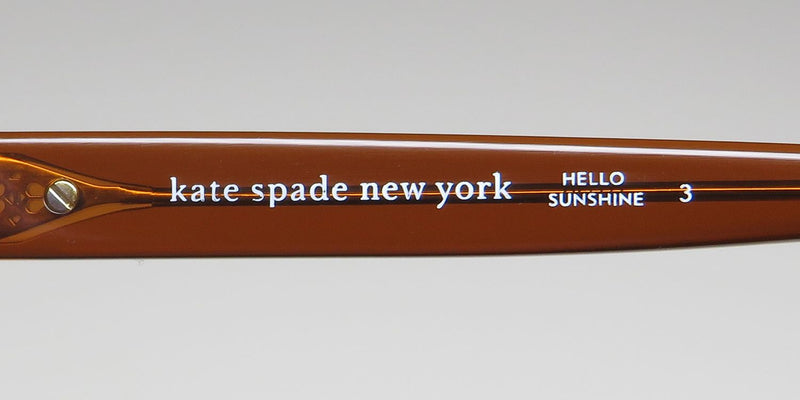 kate spade new york
HELLO
SUNSHINE
3